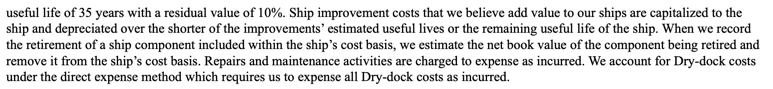 useful life of 35 years with a residual value of 10%. Ship improvement costs that we believe add value to our ships are capitalized to the
ship and depreciated over the shorter of the improvements’ estimated useful lives or the remaining useful life of the ship. When we record
the retirement of a ship component included within the ship’s cost basis, we estimate the net book value of the component being retired and
remove it from the ship’s cost basis. Repairs and maintenance activities are charged to expense as incurred. We account for Dry-dock costs
under the direct expense method which requires us to expense all Dry-dock costs as incurred.